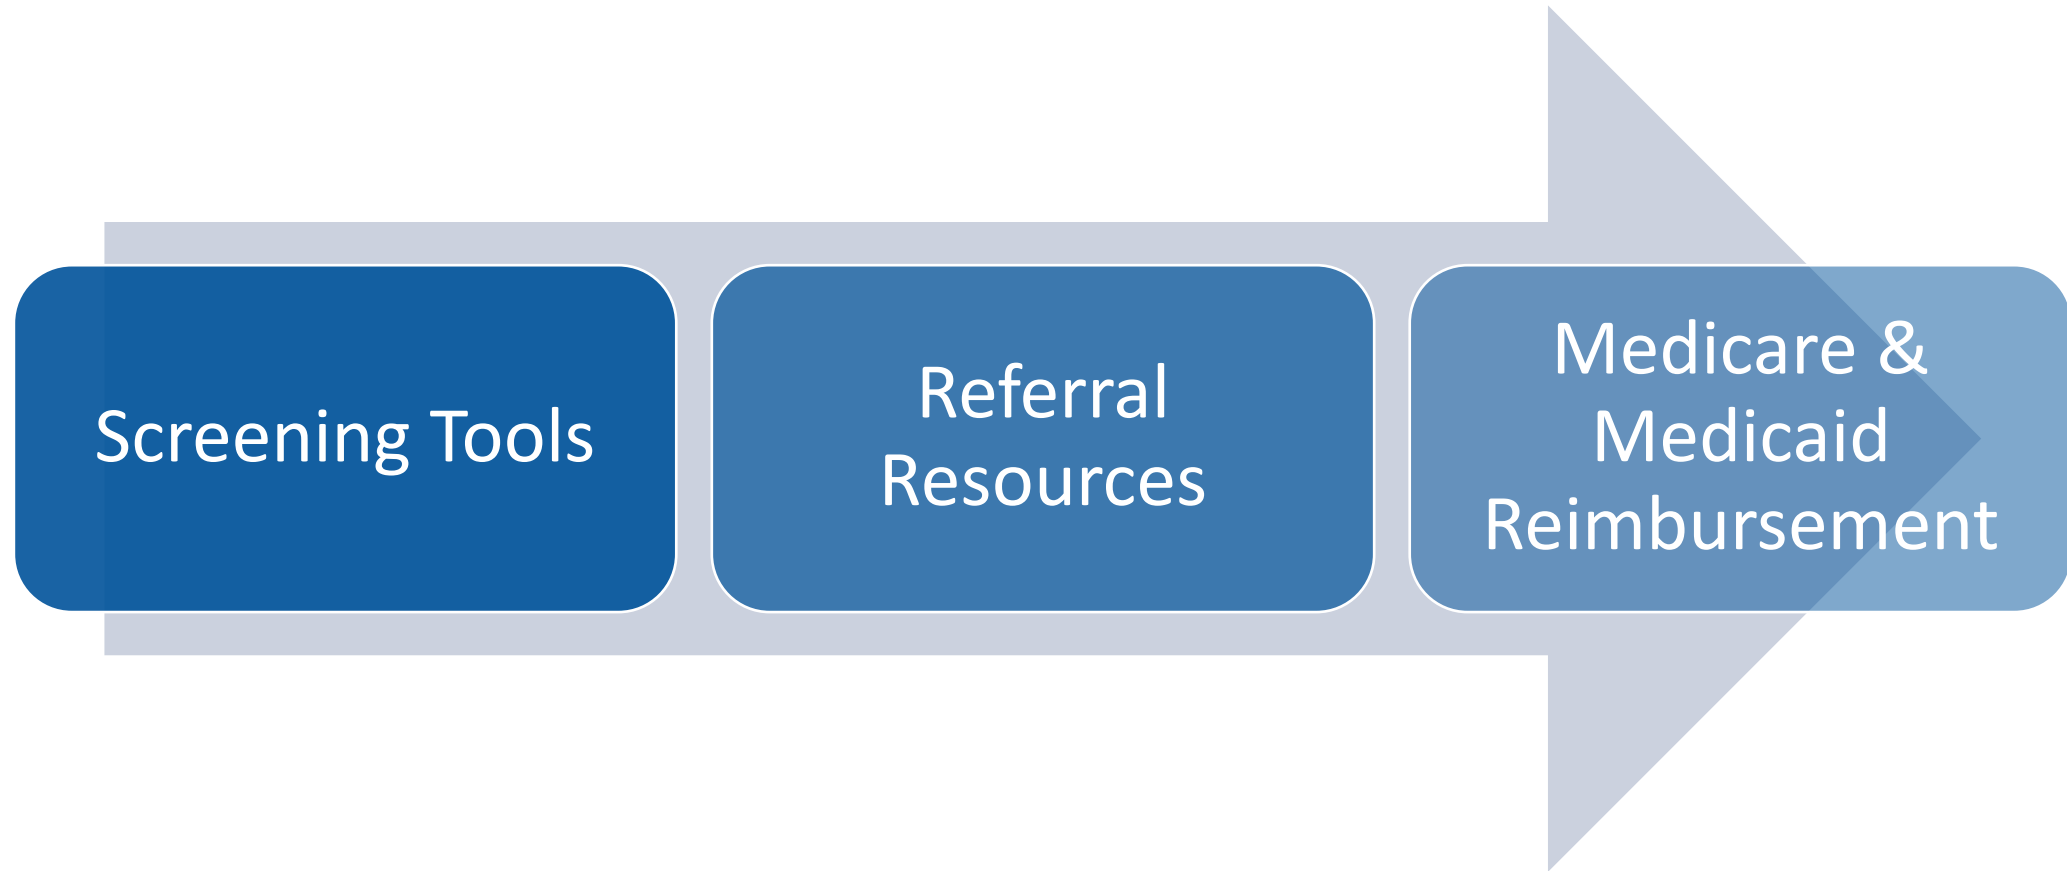 Screening Tools
Referral
Resources
Medicare &
Medicaid
Reimbursement